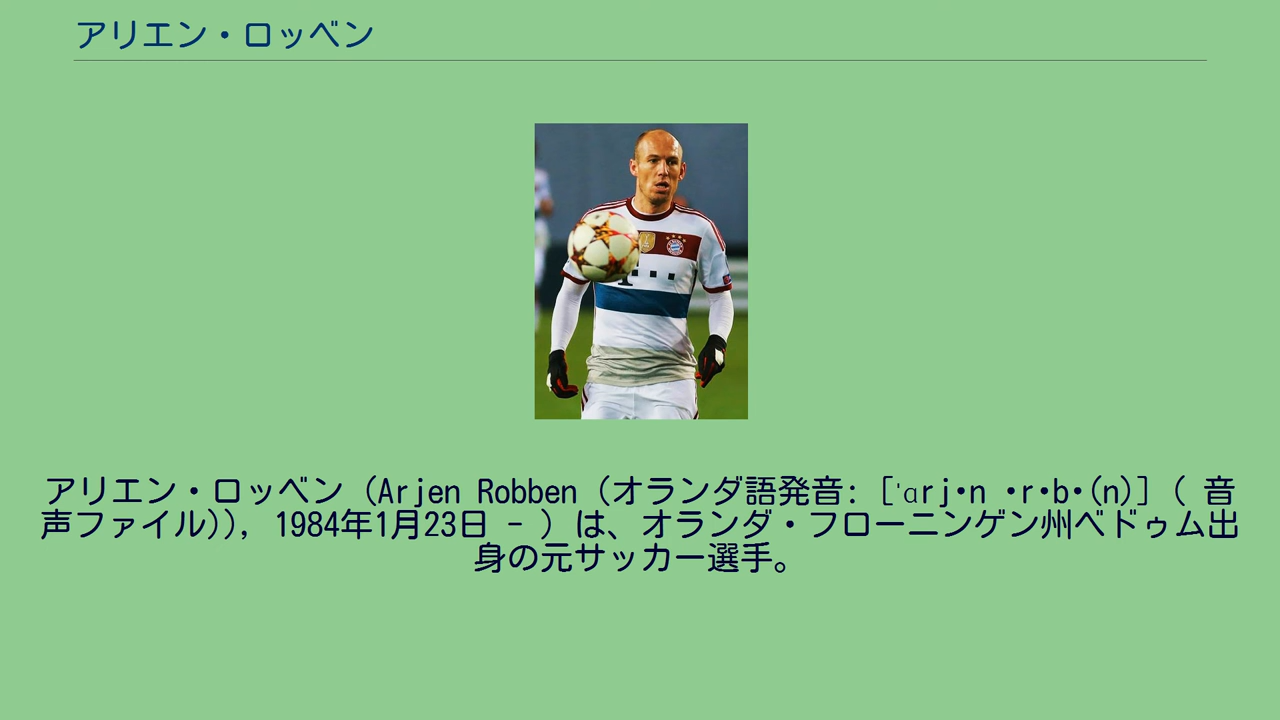 アリエン・ロッベン
アリエン・ロッベン (Arjen Robben (オランダ語発音: [ˈɑrj•n •r•b•(n)] ( 音
声ファイル)), 1984年1月23日 - ) は、オランダ・フローニンゲン州ベドゥム出
身の元サッカー選手。